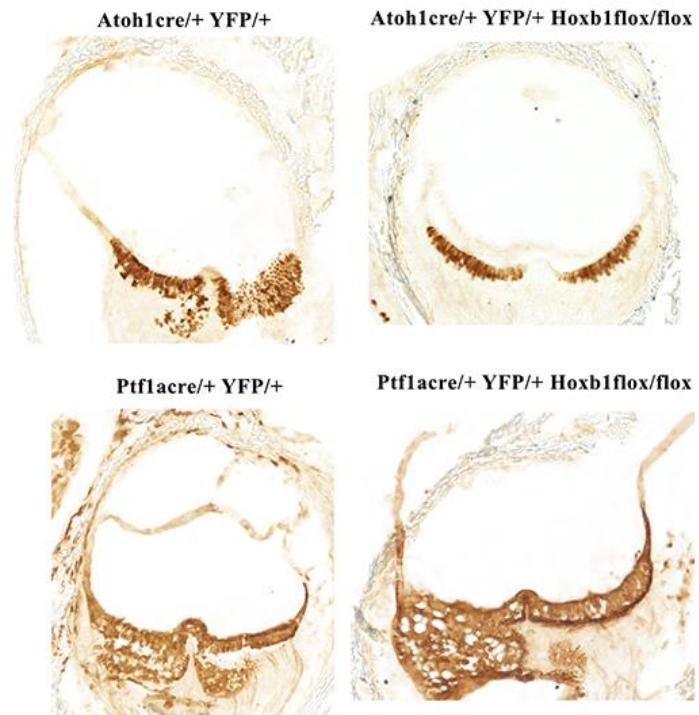 Atoh1cre/+ YFP/+
Atoh1cre/+ YFP/+ Hoxb1flox/flox
Ptf1acre/+ YFP/+
Ptf1acre/+ YFP/+ Hoxb1flox/flox